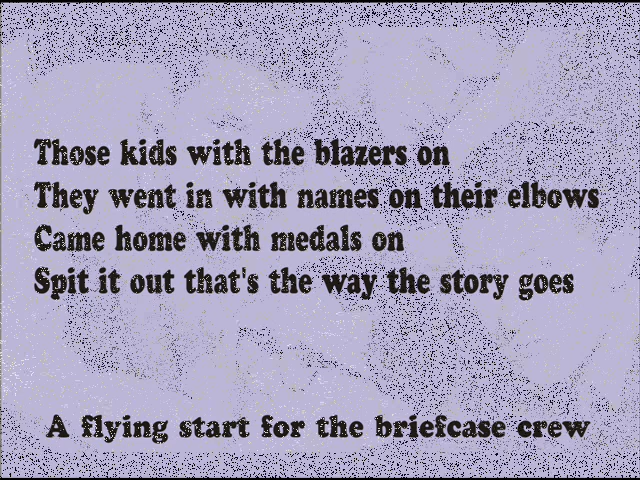 Those kids with the blazers on
They went in with names on their elbows
Came home with medals on
Spit it out that's the way the story goes
A flying start for the briefcase crew